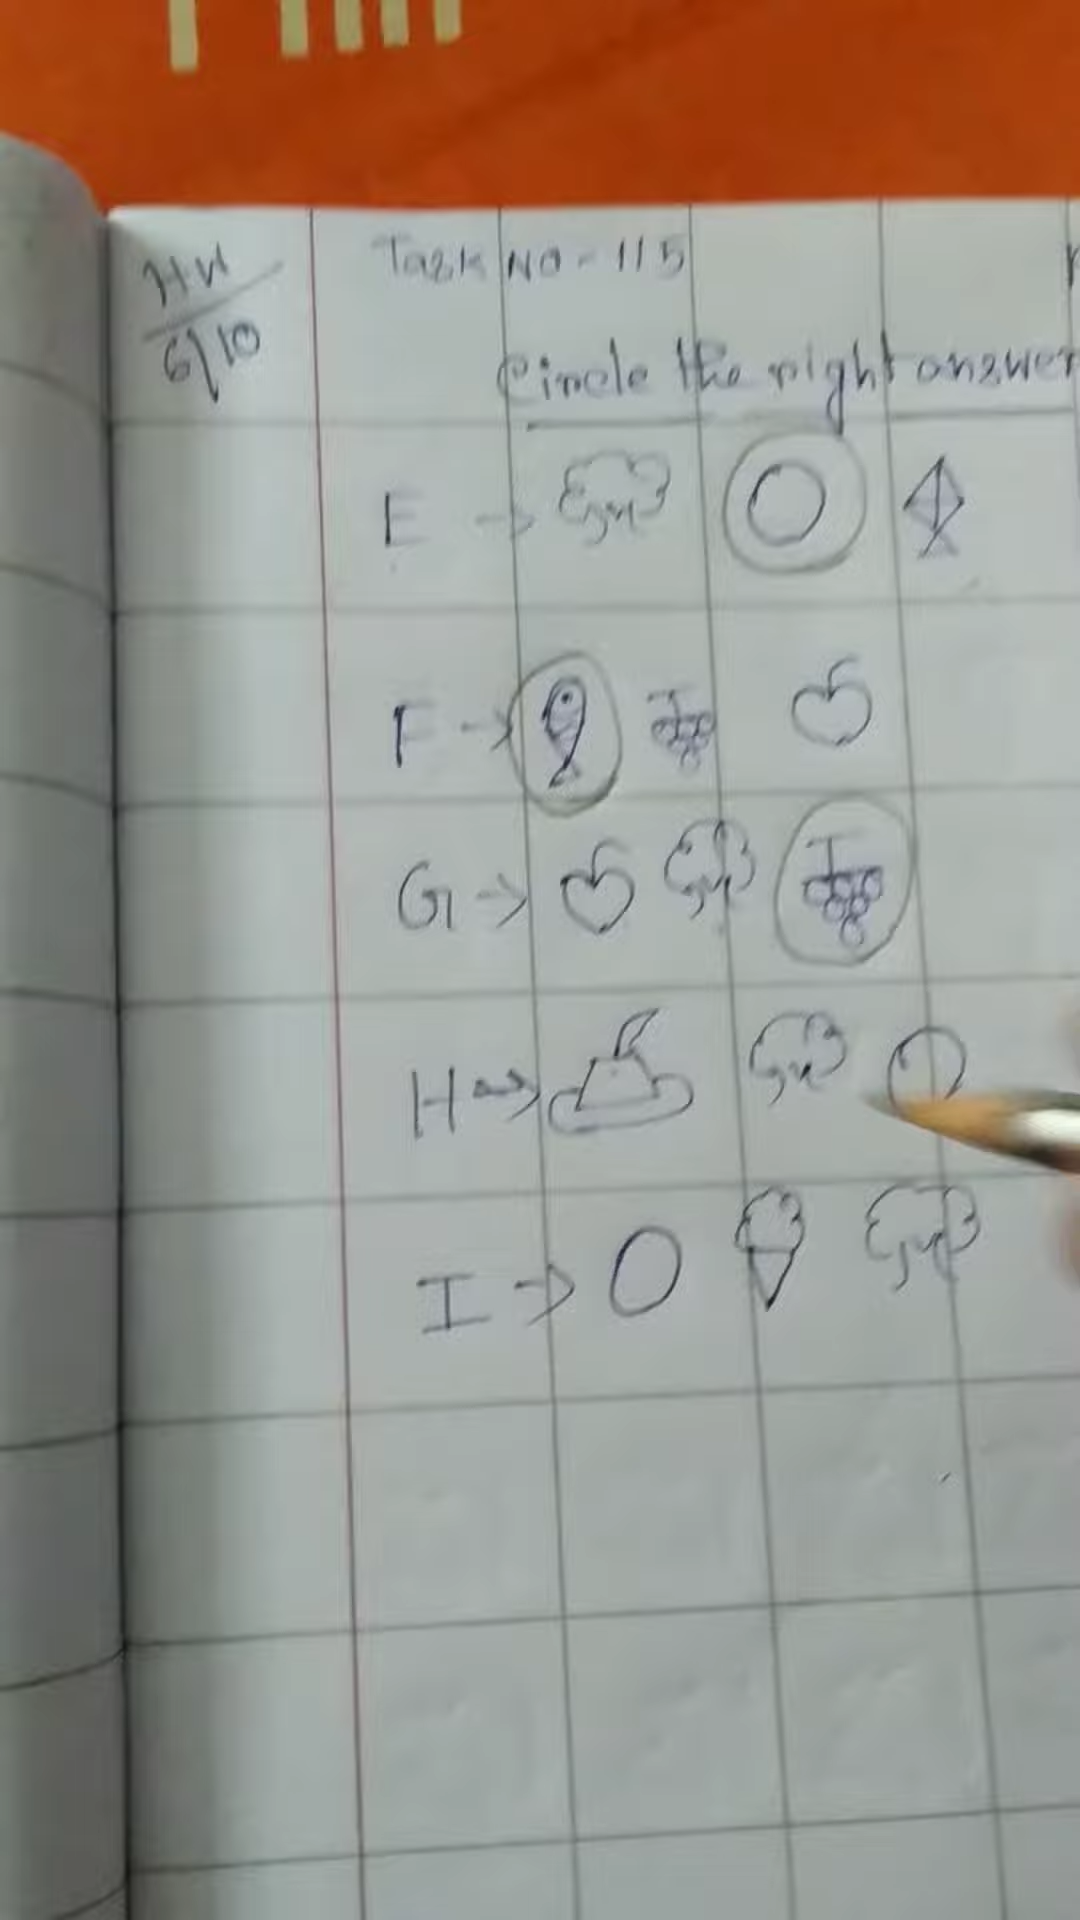 HW
6/10
Task NO-115
Circle the right answer
E →
F →
G →
H →
I →